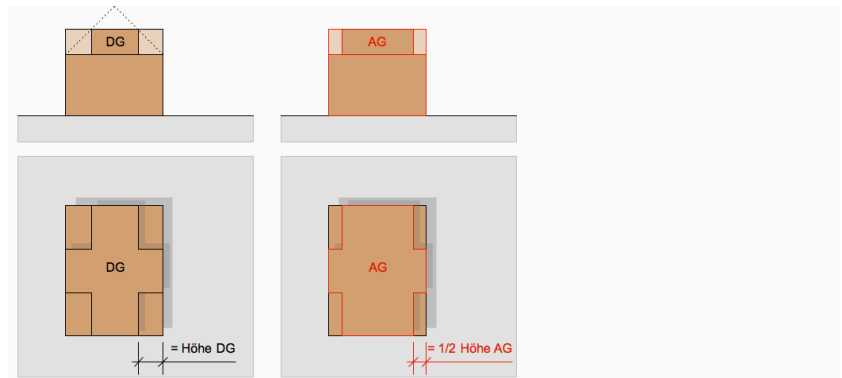 DG
AG
DG
AG
= Höhe DG
= 1/2 Höhe AG